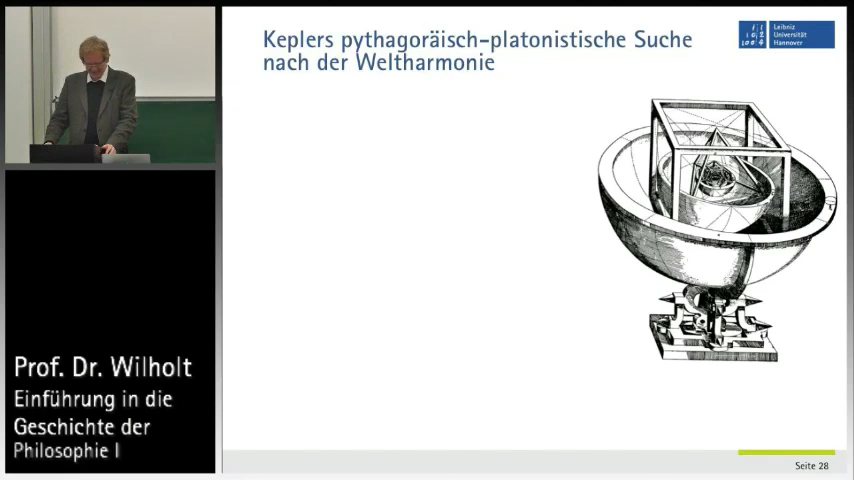 Keplers pythagoräisch-platonistische Suche
nach der Weltharmonie
Leibniz
Universität
Hannover
Prof. Dr. Wilholt
Einführung in die
Geschichte der
Philosophie I
Seite 28